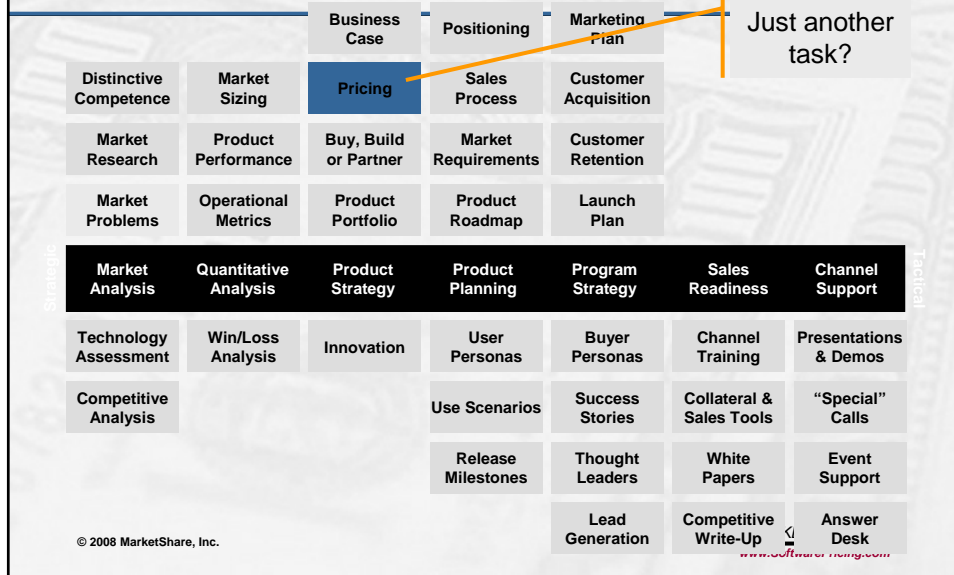 Business
Case
Positioning
Marketing
Plan
Just another
task?
Distinctive
Competence
Market
Sizing
Pricing
Sales
Process
Customer
Acquisition
Market
Research
Product
Performance
Buy, Build
or Partner
Market
Requirements
Customer
Retention
Market
Problems
Operational
Metrics
Product
Portfolio
Product
Roadmap
Launch
Plan
Strategic
Market
Analysis
Quantitative
Analysis
Product
Strategy
Product
Planning
Program
Strategy
Sales
Readiness
Channel
Support
Tactical
Technology
Assessment
Win/Loss
Analysis
Innovation
User
Personas
Buyer
Personas
Channel
Training
Presentations
& Demos
Competitive
Analysis
Use Scenarios
Success
Stories
Collateral &
Sales Tools
“Special”
Calls
Release
Milestones
Thought
Leaders
White
Papers
Event
Support
Lead
Generation
Competitive
Write-Up
Answer
Desk
© 2008 MarketShare, Inc.
www.SoftwarePricing.com